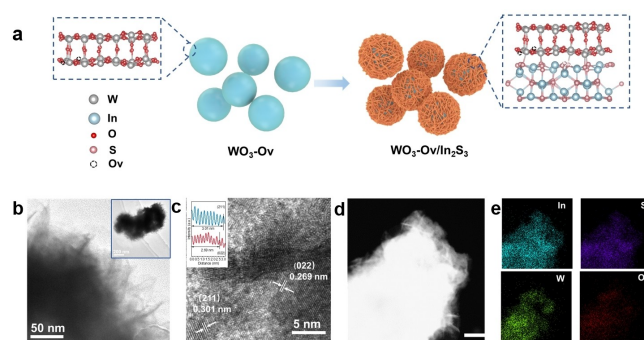 a
W
In
O
S
Ov
WO₃-Ov
WO₃-Ov/In₂S₃
b
50 nm
c
(022)
0.269 nm
(211)
0.301 nm
5 nm
d
e
In
S
W
O